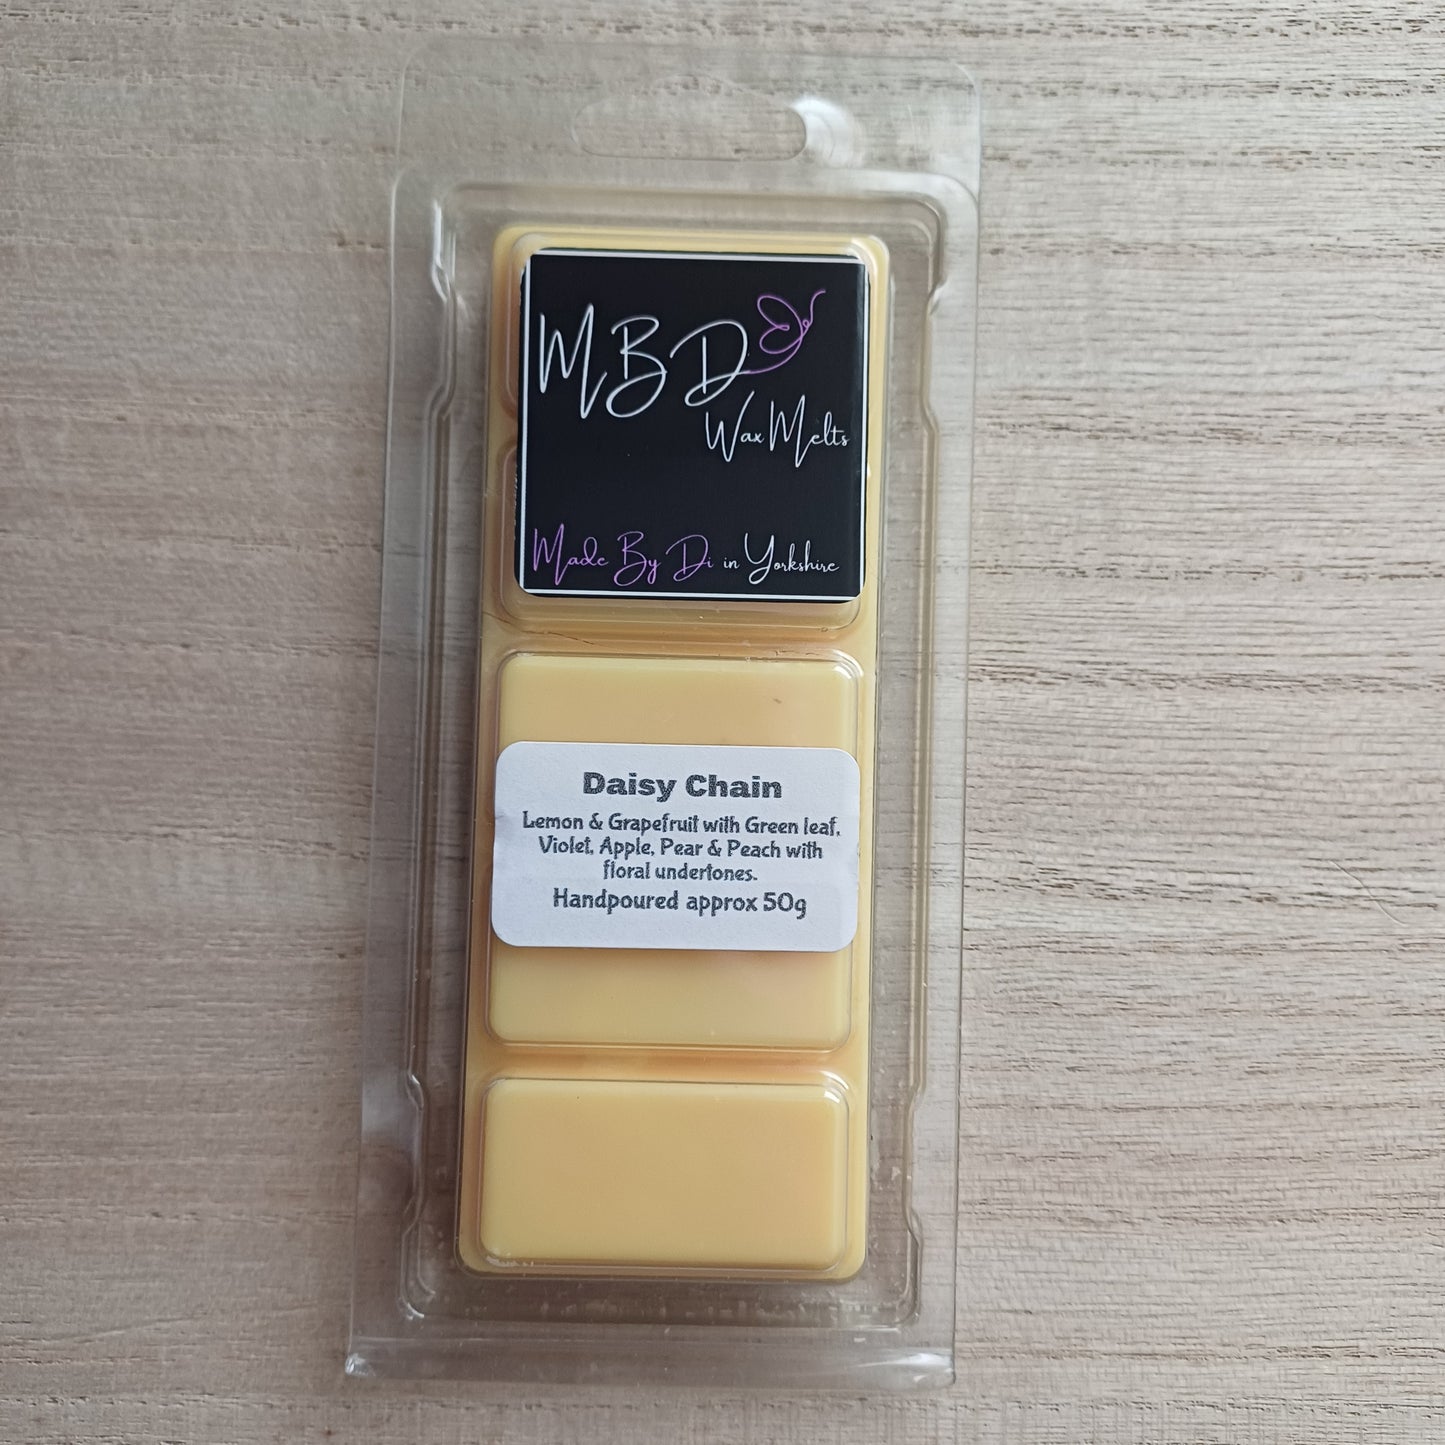 MBD
Wax Melts
Made By Di in Yorkshire
Daisy Chain
Lemon & Grapefruit with Green leaf,
Violet, Apple, Pear & Peach with
floral undertones.
Handpoured approx 50g